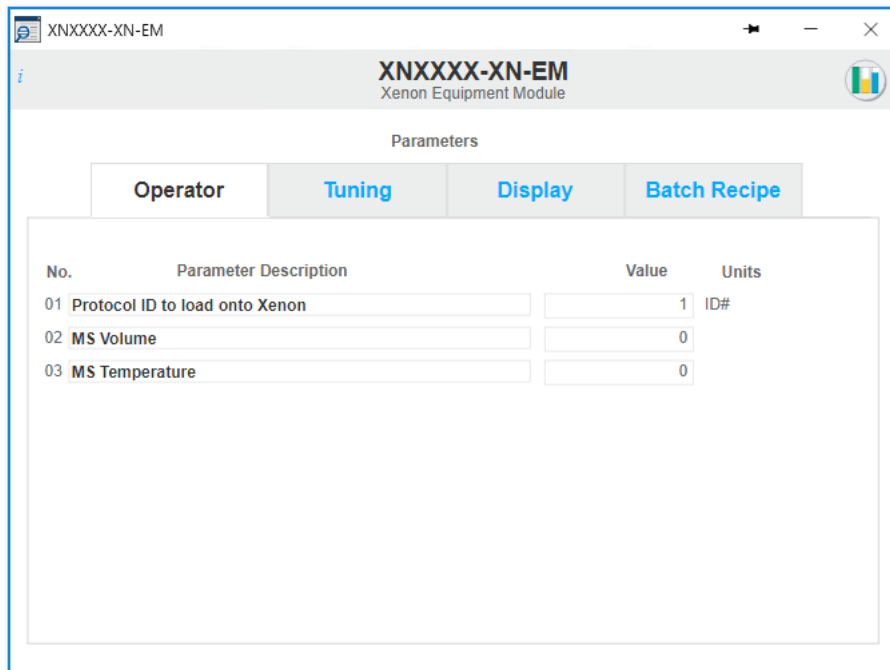 XNXXXX-XN-EM
i
XNXXXX-XN-EM
Xenon Equipment Module
Parameters
Operator Tuning Display Batch Recipe
No. Parameter Description Value Units
01 Protocol ID to load onto Xenon 1 ID#
02 MS Volume 0
03 MS Temperature 0